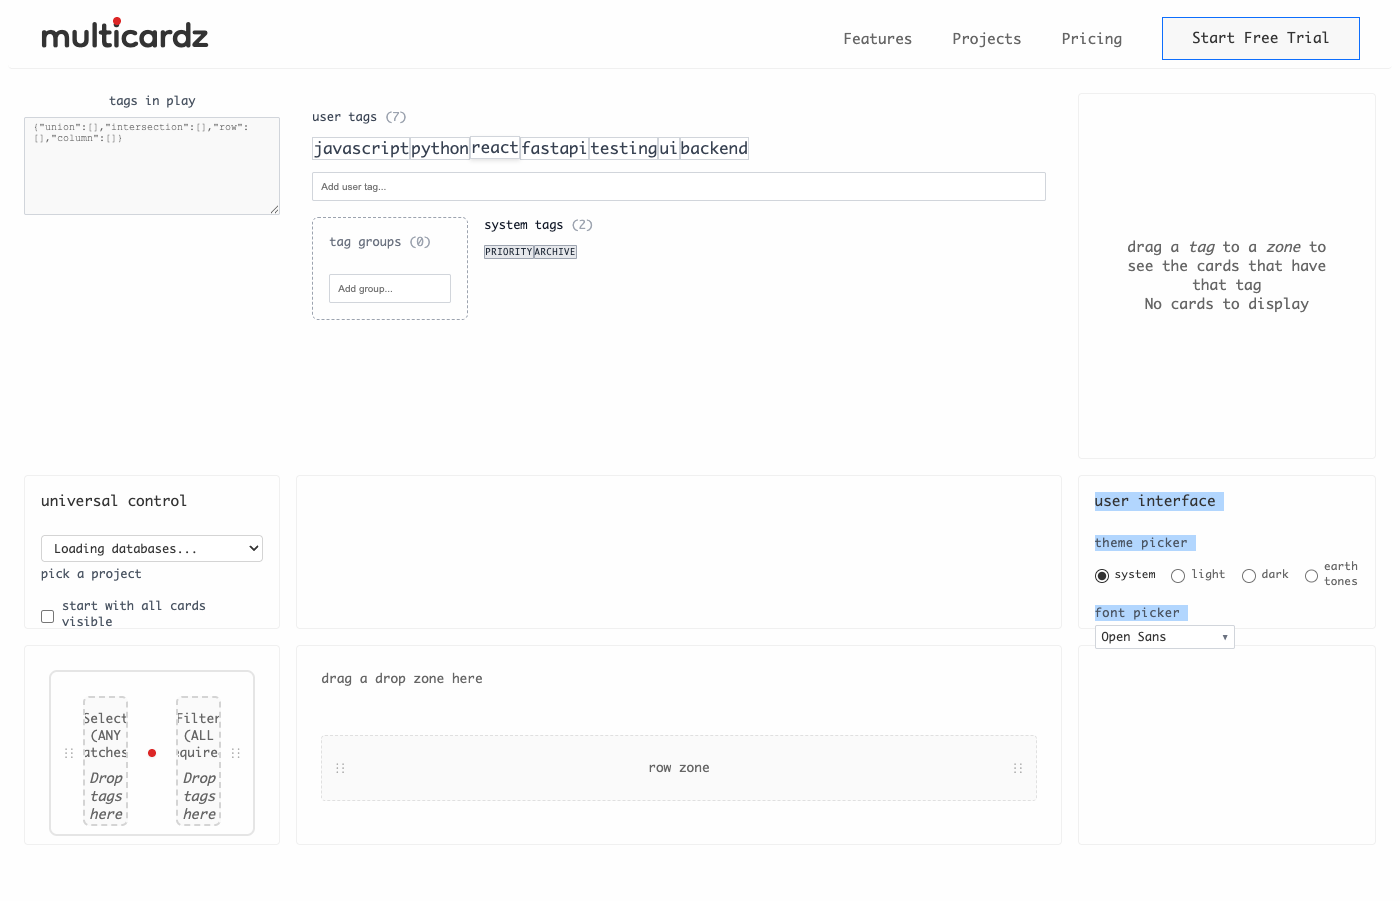 multicardz
Features
Projects
Pricing
Start Free Trial
tags in play
{"union":[],"intersection":[],"row":
[],"column":[]}
user tags (7)
javascript python react fastapi testing ui backend
Add user tag...
tag groups (0)
Add group...
system tags (2)
PRIORITY ARCHIVE
drag a tag to a zone to
see the cards that have
that tag
No cards to display
universal control
Loading databases...
pick a project
start with all cards
visible
user interface
theme picker
system
light
dark
earth
tones
font picker
Open Sans
Select
(ANY
atches
Drop
tags
here
Filter
(ALL
quire
Drop
tags
here
drag a drop zone here
row zone